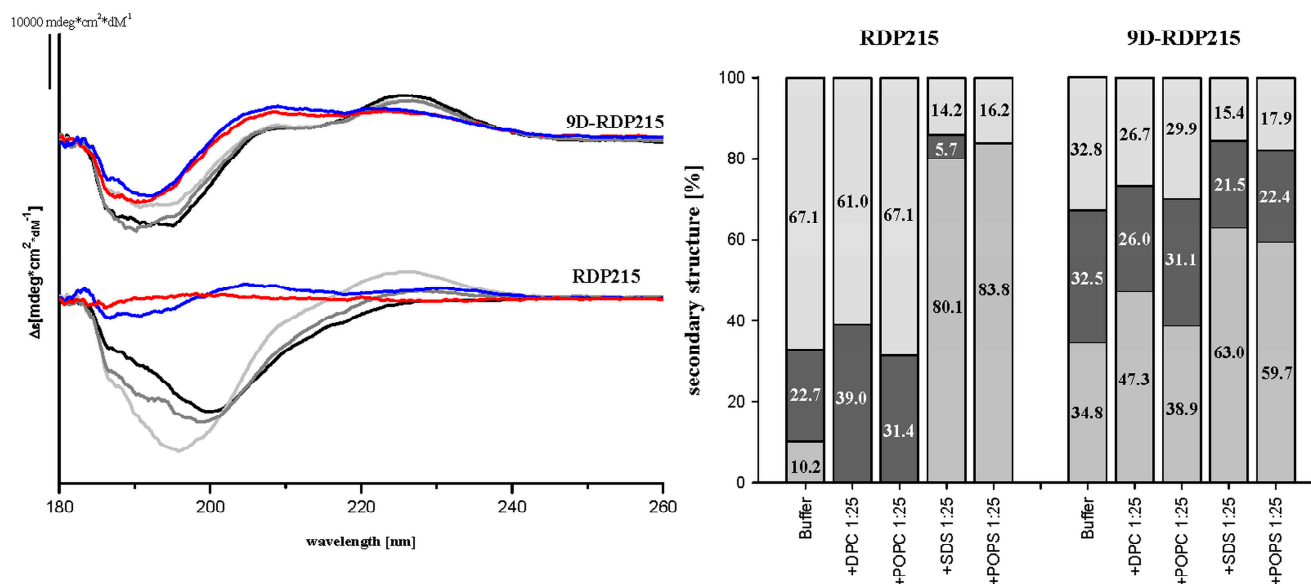 10000 mdeg*cm²*dM⁻¹
9D-RDP215
RDP215
Δε[mdeg*cm²*dM⁻¹]
180 200 220 240 260
wavelength [nm]
RDP215 9D-RDP215
secondary structure [%]
100
80
60
40
20
0
67.1
22.7
10.2
61.0
39.0
67.1
31.4
14.2
5.7
80.1
16.2
83.8
32.8
32.5
34.8
26.7
26.0
47.3
29.9
31.1
38.9
15.4
21.5
63.0
17.9
22.4
59.7
Buffer
+DPC 1:25
+POPC 1:25
+SDS 1:25
+POPS 1:25
Buffer
+DPC 1:25
+POPC 1:25
+SDS 1:25
+POPS 1:25